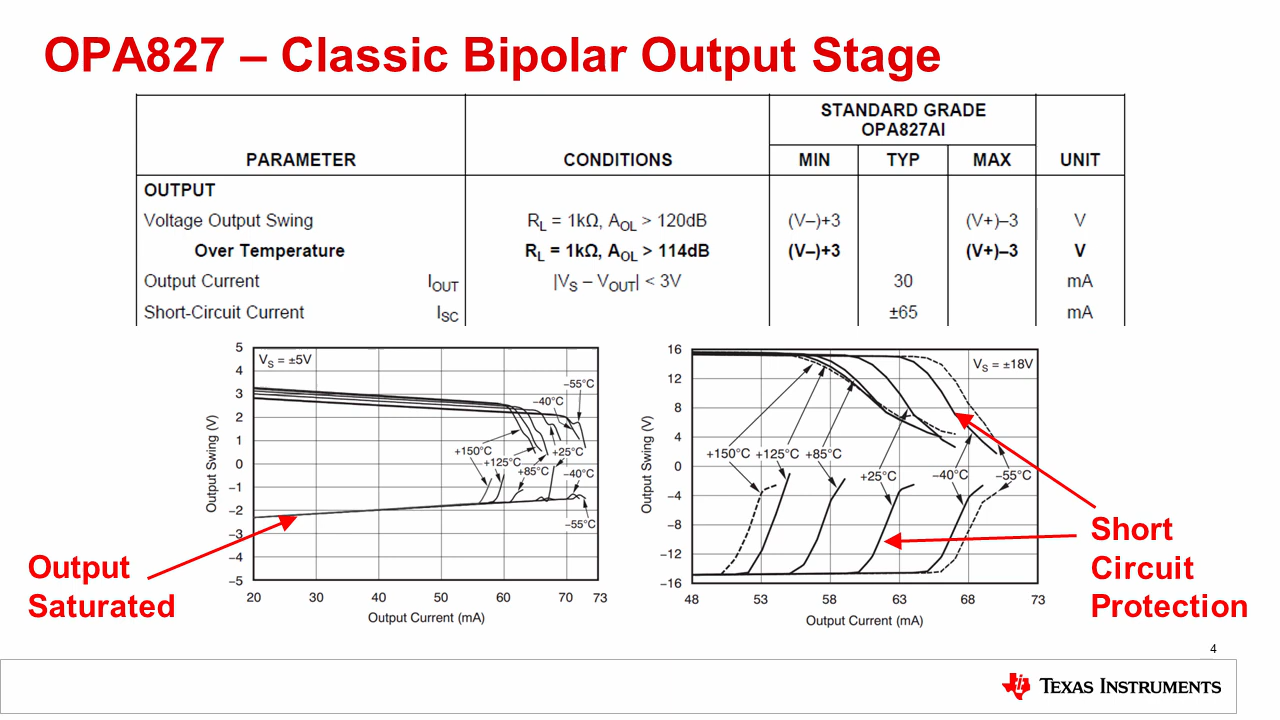 OPA827 – Classic Bipolar Output Stage
STANDARD GRADE
OPA827AI
PARAMETER CONDITIONS MIN TYP MAX UNIT
OUTPUT
Voltage Output Swing RL = 1kΩ, AOL > 120dB (V–)+3 (V+)–3 V
Over Temperature RL = 1kΩ, AOL > 114dB (V–)+3 (V+)–3 V
Output Current IOUT |VS – VOUT| < 3V 30 mA
Short-Circuit Current ISC ±65 mA
VS = ±5V
5
4
3
2
1
0
–1
–2
–3
–4
–5
Output Swing (V)
–55°C
–40°C
+150°C
+125°C
+85°C
+25°C
–40°C
–55°C
20 30 40 50 60 70 73
Output Current (mA)
VS = ±18V
16
12
8
4
0
–4
–8
–12
–16
Output Swing (V)
+150°C +125°C +85°C
+25°C –40°C –55°C
48 53 58 63 68 73
Output Current (mA)
Output
Saturated
Short
Circuit
Protection
4
TEXAS INSTRUMENTS